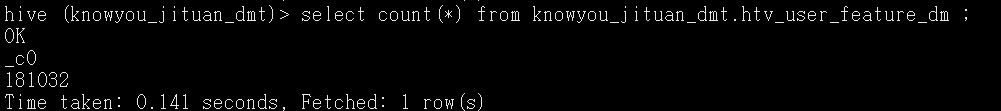 hive (knowyou_jituan_dmt)> select count(*) from knowyou_jituan_dmt.htv_user_feature_dm ;
OK
_c0
181032
Time taken: 0.141 seconds, Fetched: 1 row(s)